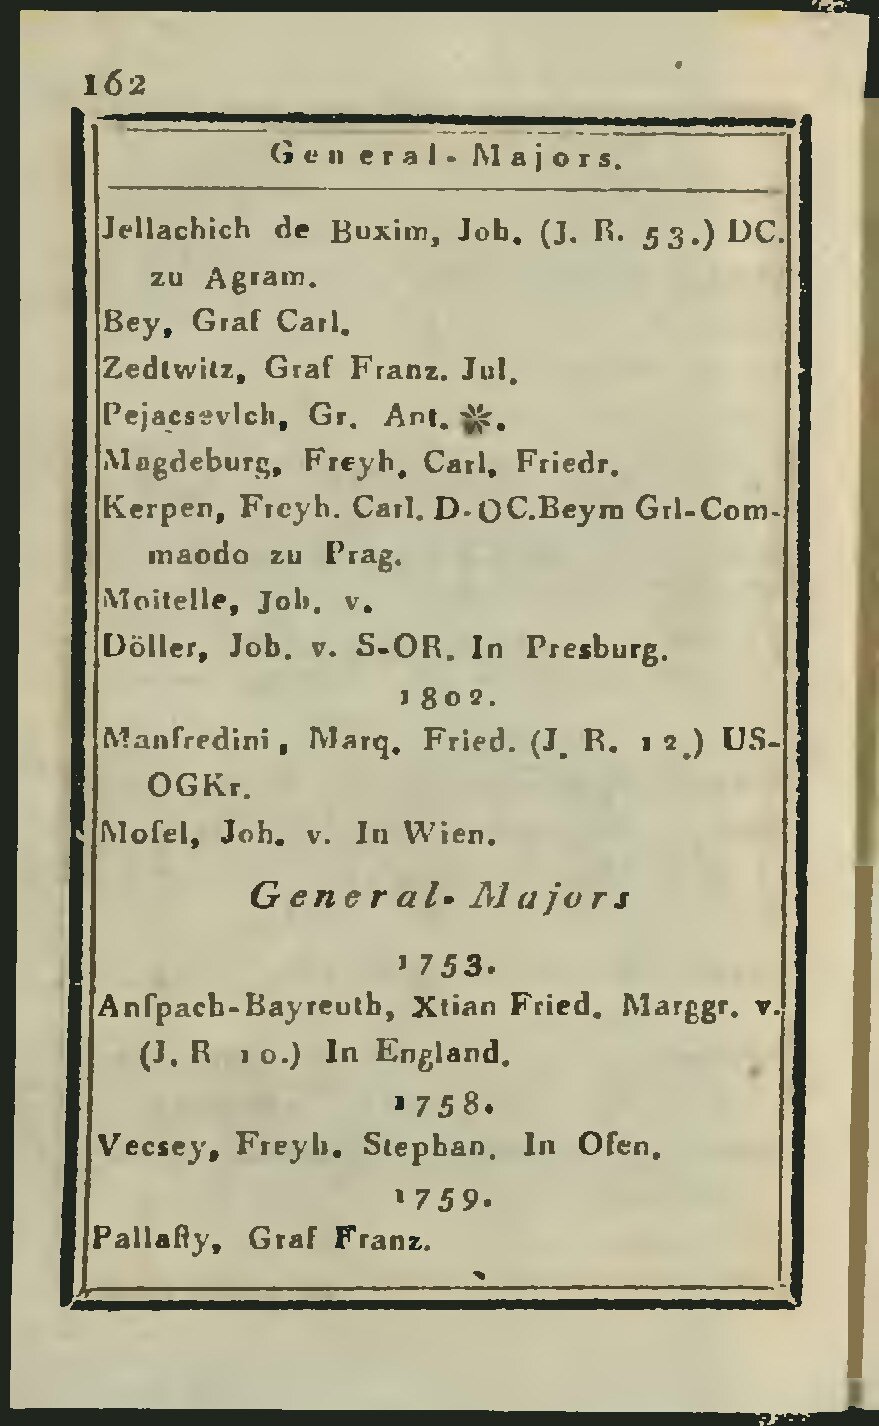 162
General-Majors.
Jellachich de Buxim, Joh. (J. R. 53.) DC.
zu Agram.
Bey, Graf Carl.
Zedtwitz, Graf Franz. Jul.
Pejacsevich, Gr. Ant. ✻.
Magdeburg, Freyh. Carl. Friedr.
Kerpen, Freyh. Carl. D-OC. Beym Grl-Com-
mando zu Prag.
Moitelle, Joh. v.
Döller, Joh. v. S-OR. In Presburg.
1802.
Manfredini, Marq. Fried. (J. R. 12.) US-
OGKr.
Moſel, Joh. v. In Wien.
General-Majors
1753.
Anſpach-Bayreuth, Xtian Fried. Marggr. v.
(J. R 10.) In England.
1758.
Vecsey, Freyh. Stephan. In Ofen.
1759.
Pallaſty, Graf Franz.